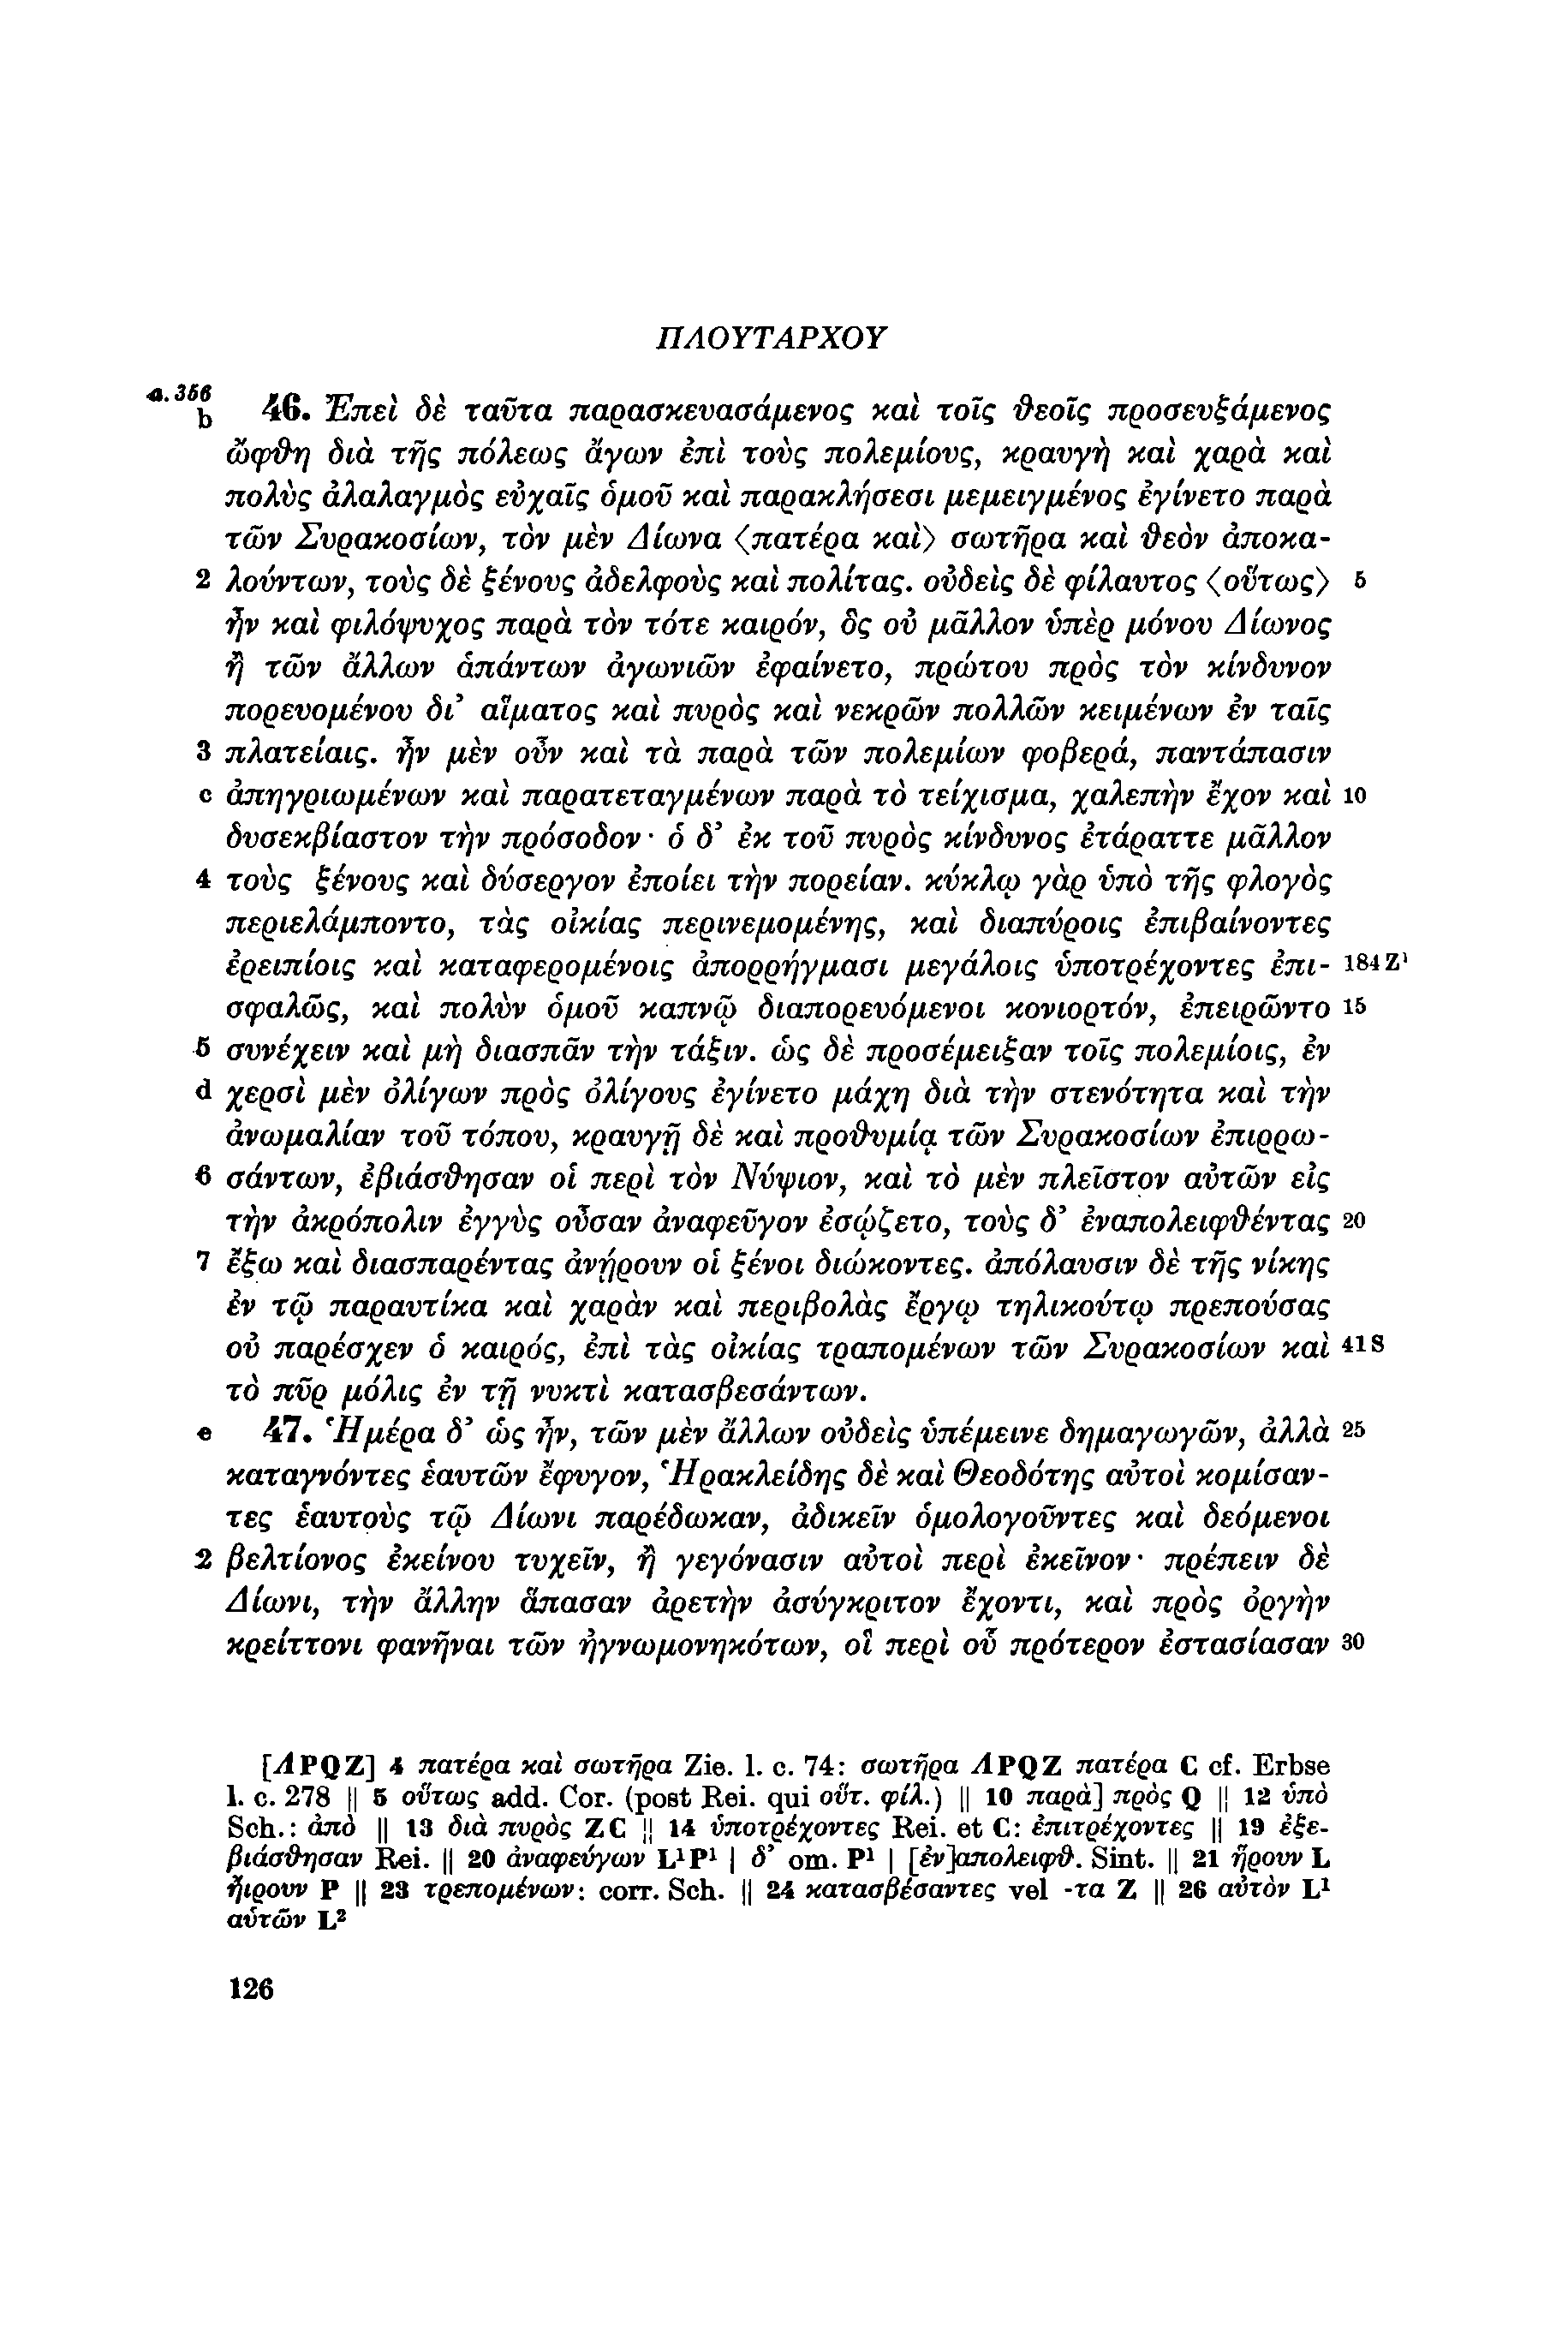 ΠΛΟΥΤΑΡΧΟΥ
a. 356
b 46. Ἐπεὶ δὲ ταῦτα παρασκευασάμενος καὶ τοῖς θεοῖς προσευξάμενος
ὤφθη διὰ τῆς πόλεως ἄγων ἐπὶ τοὺς πολεμίους, κραυγὴ καὶ χαρὰ καὶ
πολὺς ἀλαλαγμὸς εὐχαῖς ὁμοῦ καὶ παρακλήσεσι μεμειγμένος ἐγίνετο παρὰ
τῶν Συρακοσίων, τὸν μὲν Δίωνα ⟨πατέρα καὶ⟩ σωτῆρα καὶ θεὸν ἀποκα-
2 λούντων, τοὺς δὲ ξένους ἀδελφοὺς καὶ πολίτας. οὐδεὶς δὲ φίλαυτος ⟨οὕτως⟩ 5
ἦν καὶ φιλόψυχος παρὰ τὸν τότε καιρόν, ὃς οὐ μᾶλλον ὑπὲρ μόνου Δίωνος
ἢ τῶν ἄλλων ἁπάντων ἀγωνιῶν ἐφαίνετο, πρώτου πρὸς τὸν κίνδυνον
πορευομένου δι’ αἵματος καὶ πυρὸς καὶ νεκρῶν πολλῶν κειμένων ἐν ταῖς
3 πλατείαις. ἦν μὲν οὖν καὶ τὰ παρὰ τῶν πολεμίων φοβερά, παντάπασιν
c ἀπηγριωμένων καὶ παρατεταγμένων παρὰ τὸ τείχισμα, χαλεπὴν ἔχον καὶ 10
δυσεκβίαστον τὴν πρόσοδον· ὁ δ’ ἐκ τοῦ πυρὸς κίνδυνος ἐτάραττε μᾶλλον
4 τοὺς ξένους καὶ δύσεργον ἐποίει τὴν πορείαν. κύκλῳ γὰρ ὑπὸ τῆς φλογὸς
περιελάμποντο, τὰς οἰκίας περινεμομένης, καὶ διαπύροις ἐπιβαίνοντες
ἐρειπίοις καὶ καταφερομένοις ἀπορρήγμασι μεγάλοις ὑποτρέχοντες ἐπι- 184 Z¹
σφαλῶς, καὶ πολὺν ὁμοῦ καπνῷ διαπορευόμενοι κονιορτόν, ἐπειρῶντο 15
5 συνέχειν καὶ μὴ διασπᾶν τὴν τάξιν. ὡς δὲ προσέμειξαν τοῖς πολεμίοις, ἐν
d χερσὶ μὲν ὀλίγων πρὸς ὀλίγους ἐγίνετο μάχη διὰ τὴν στενότητα καὶ τὴν
ἀνωμαλίαν τοῦ τόπου, κραυγῇ δὲ καὶ προθυμίᾳ τῶν Συρακοσίων ἐπιρρω-
6 σάντων, ἐβιάσθησαν οἱ περὶ τὸν Νύψιον, καὶ τὸ μὲν πλεῖστον αὐτῶν εἰς
τὴν ἀκρόπολιν ἐγγὺς οὖσαν ἀναφεῦγον ἐσῴζετο, τοὺς δ’ ἐναπολειφθέντας 20
7 ἔξω καὶ διασπαρέντας ἀνῄρουν οἱ ξένοι διώκοντες. ἀπόλαυσιν δὲ τῆς νίκης
ἐν τῷ παραυτίκα καὶ χαρὰν καὶ περιβολὰς ἔργῳ τηλικούτῳ πρεπούσας
οὐ παρέσχεν ὁ καιρός, ἐπὶ τὰς οἰκίας τραπομένων τῶν Συρακοσίων καὶ 41 S
τὸ πῦρ μόλις ἐν τῇ νυκτὶ κατασβεσάντων.
e 47. Ἡμέρα δ’ ὡς ἦν, τῶν μὲν ἄλλων οὐδεὶς ὑπέμεινε δημαγωγῶν, ἀλλὰ 25
καταγνόντες ἑαυτῶν ἔφυγον, Ἡρακλείδης δὲ καὶ Θεοδότης αὐτοὶ κομίσαν-
τες ἑαυτοὺς τῷ Δίωνι παρέδωκαν, ἀδικεῖν ὁμολογοῦντες καὶ δεόμενοι
2 βελτίονος ἐκείνου τυχεῖν, ἢ γεγόνασιν αὐτοὶ περὶ ἐκεῖνον· πρέπειν δὲ
Δίωνι, τὴν ἄλλην ἅπασαν ἀρετὴν ἀσύγκριτον ἔχοντι, καὶ πρὸς ὀργὴν
κρείττονι φανῆναι τῶν ἠγνωμονηκότων, οἳ περὶ οὗ πρότερον ἐστασίασαν 30
[ΛPQZ] 4 πατέρα καὶ σωτῆρα Zie. l. c. 74: σωτῆρα ΛPQZ πατέρα C cf. Erbse
l. c. 278 || 5 οὕτως add. Cor. (post Rei. qui οὕτ. φίλ.) || 10 παρὰ] πρὸς Q || 12 ὑπὸ
Sch.: ἀπὸ || 13 διὰ πυρὸς ZC || 14 ὑποτρέχοντες Rei. et C: ἐπιτρέχοντες || 19 ἐξε-
βιάσθησαν Rei. || 20 ἀναφεύγων L¹P¹ | δ’ om. P¹ | [ἐν]απολειφθ. Sint. || 21 ᾕρουν L
ἤιρουν P || 23 τρεπομένων: corr. Sch. || 24 κατασβέσαντες vel -τα Z || 26 αὐτὸν L¹
αὑτῶν L²
126